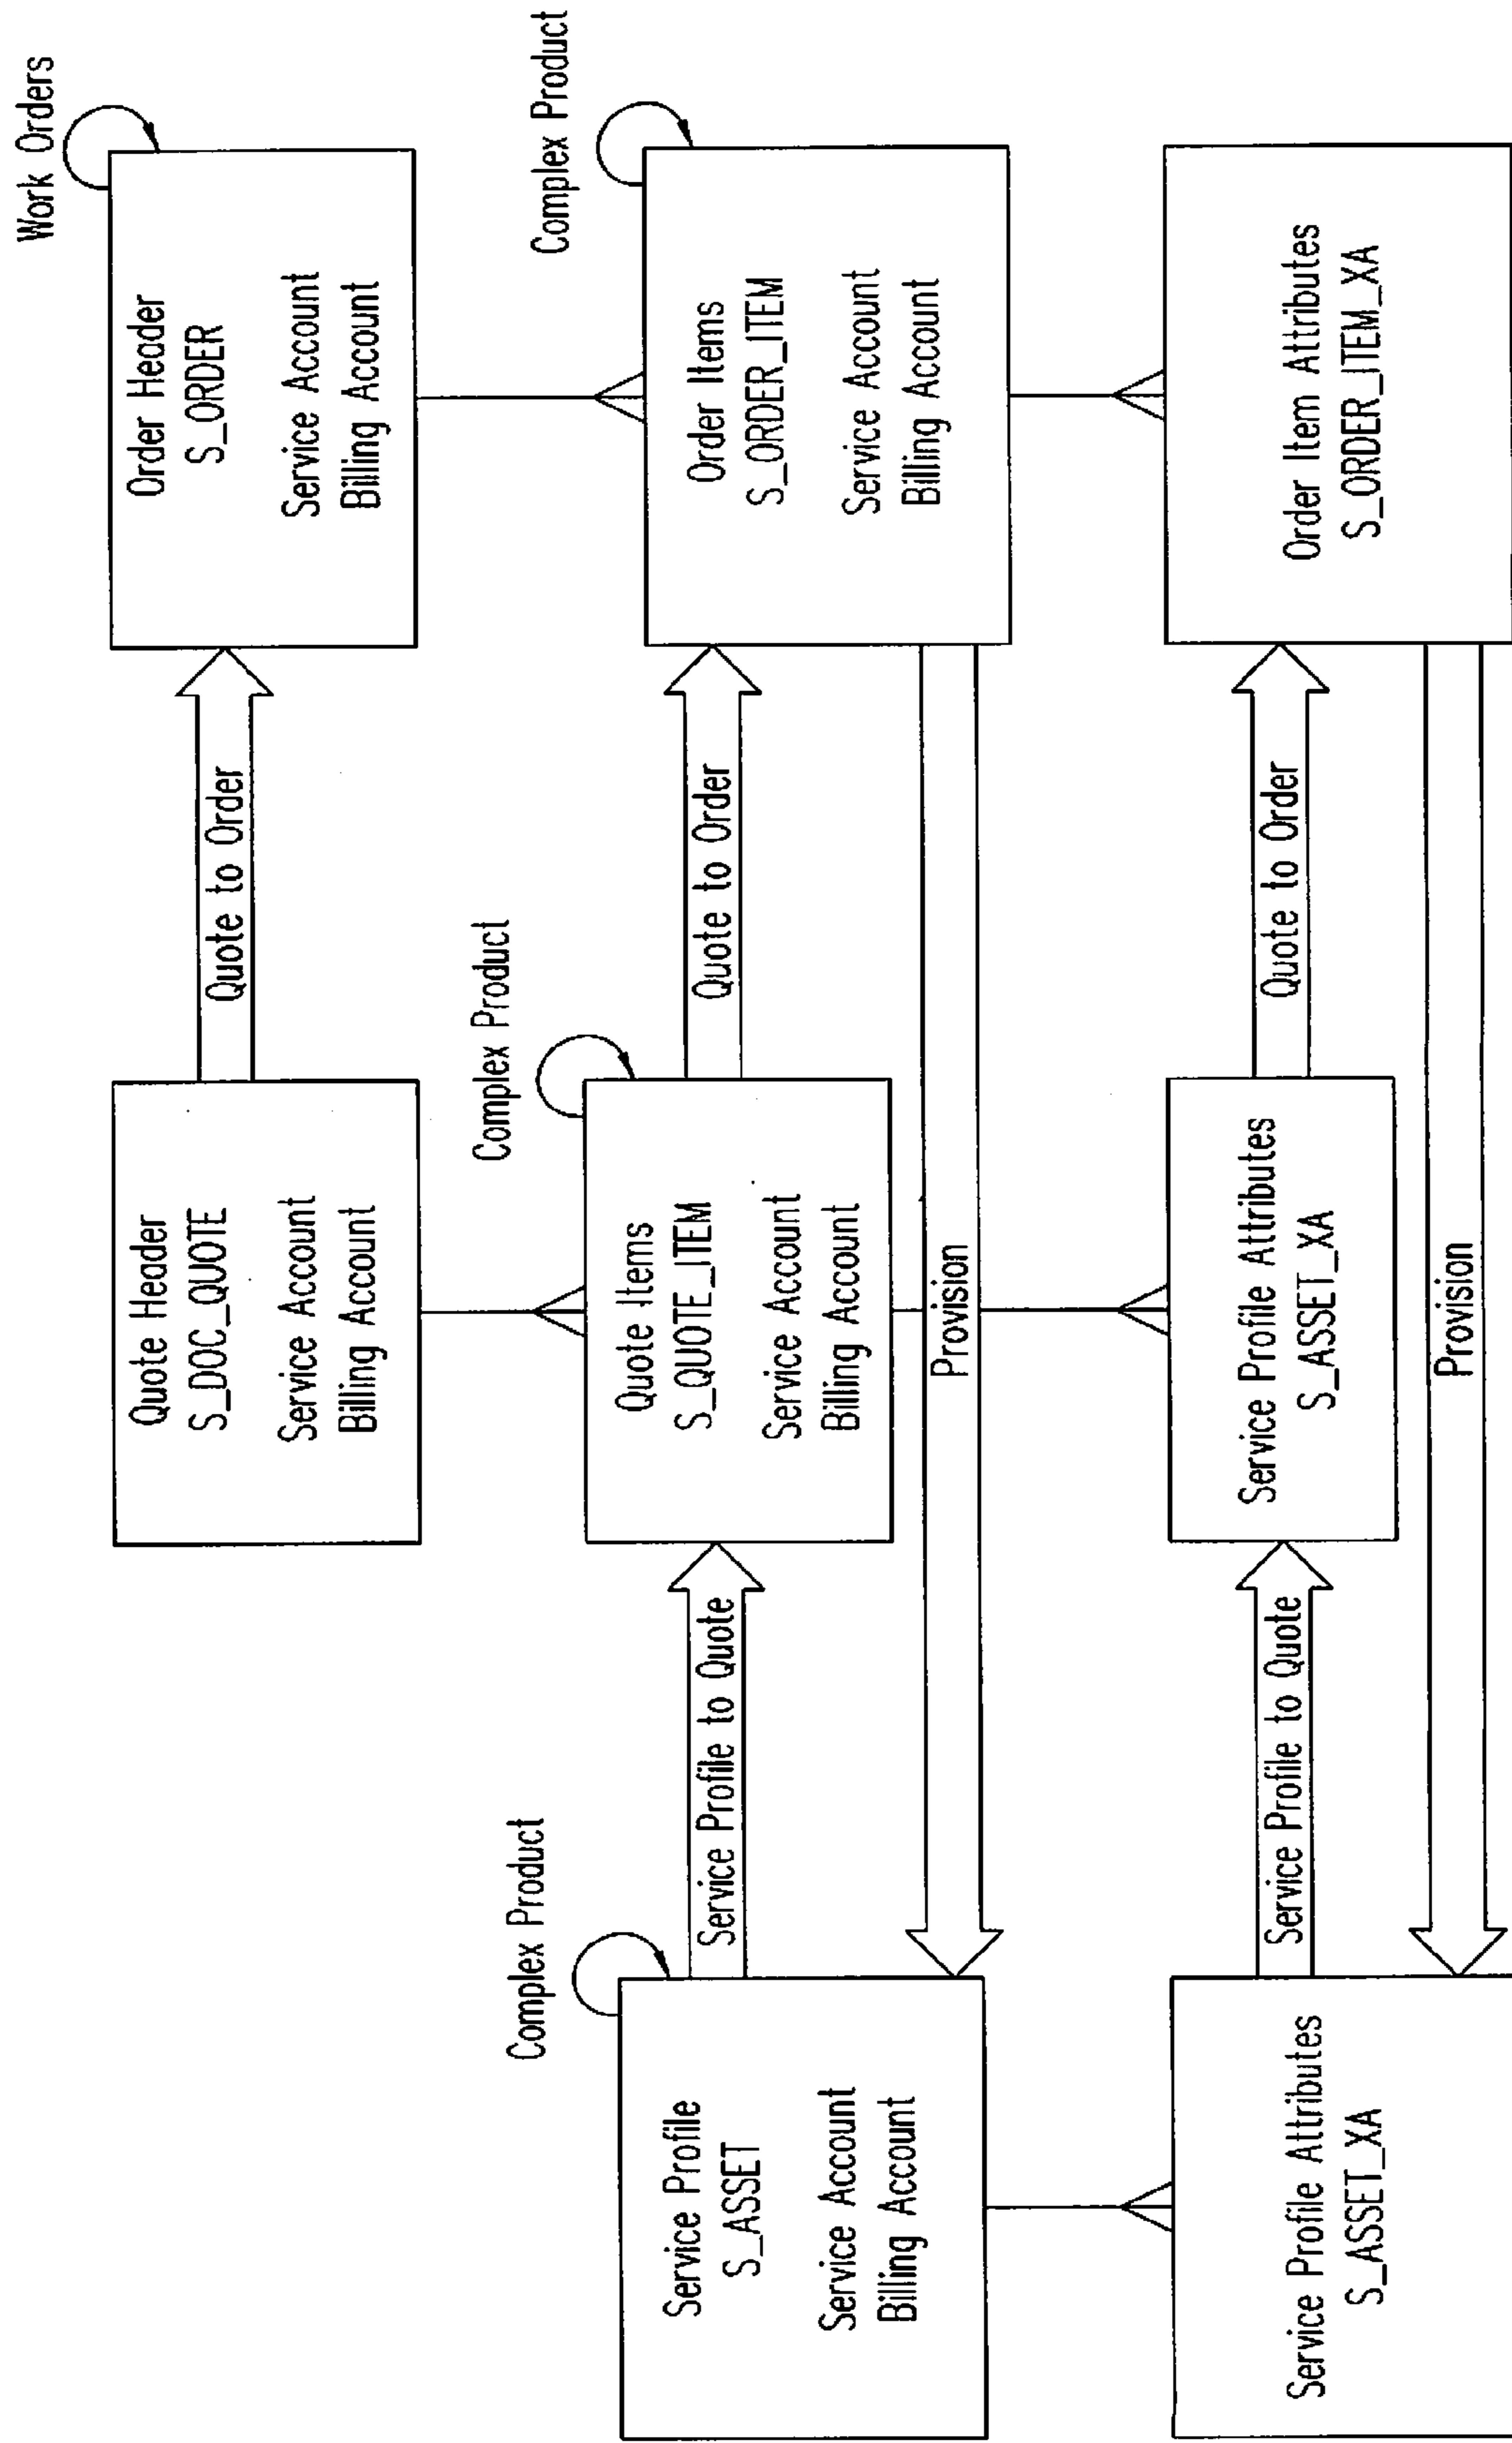 Work Orders
Quote Header
S_DOC_QUOTE
Service Account
Billing Account
Quote to Order
Order Header
S_ORDER
Service Account
Billing Account
Complex Product
Complex Product
Complex Product
Service Profile
S_ASSET
Service Account
Billing Account
Service Profile to Quote
Quote Items
S_QUOTE_ITEM
Service Account
Billing Account
Quote to Order
Order Items
S_ORDER_ITEM
Service Account
Billing Account
Provision
Service Profile Attributes
S_ASSET_XA
Service Profile to Quote
Service Profile Attributes
S_ASSET_XA
Quote to Order
Order Item Attributes
S_ORDER_ITEM_XA
Provision